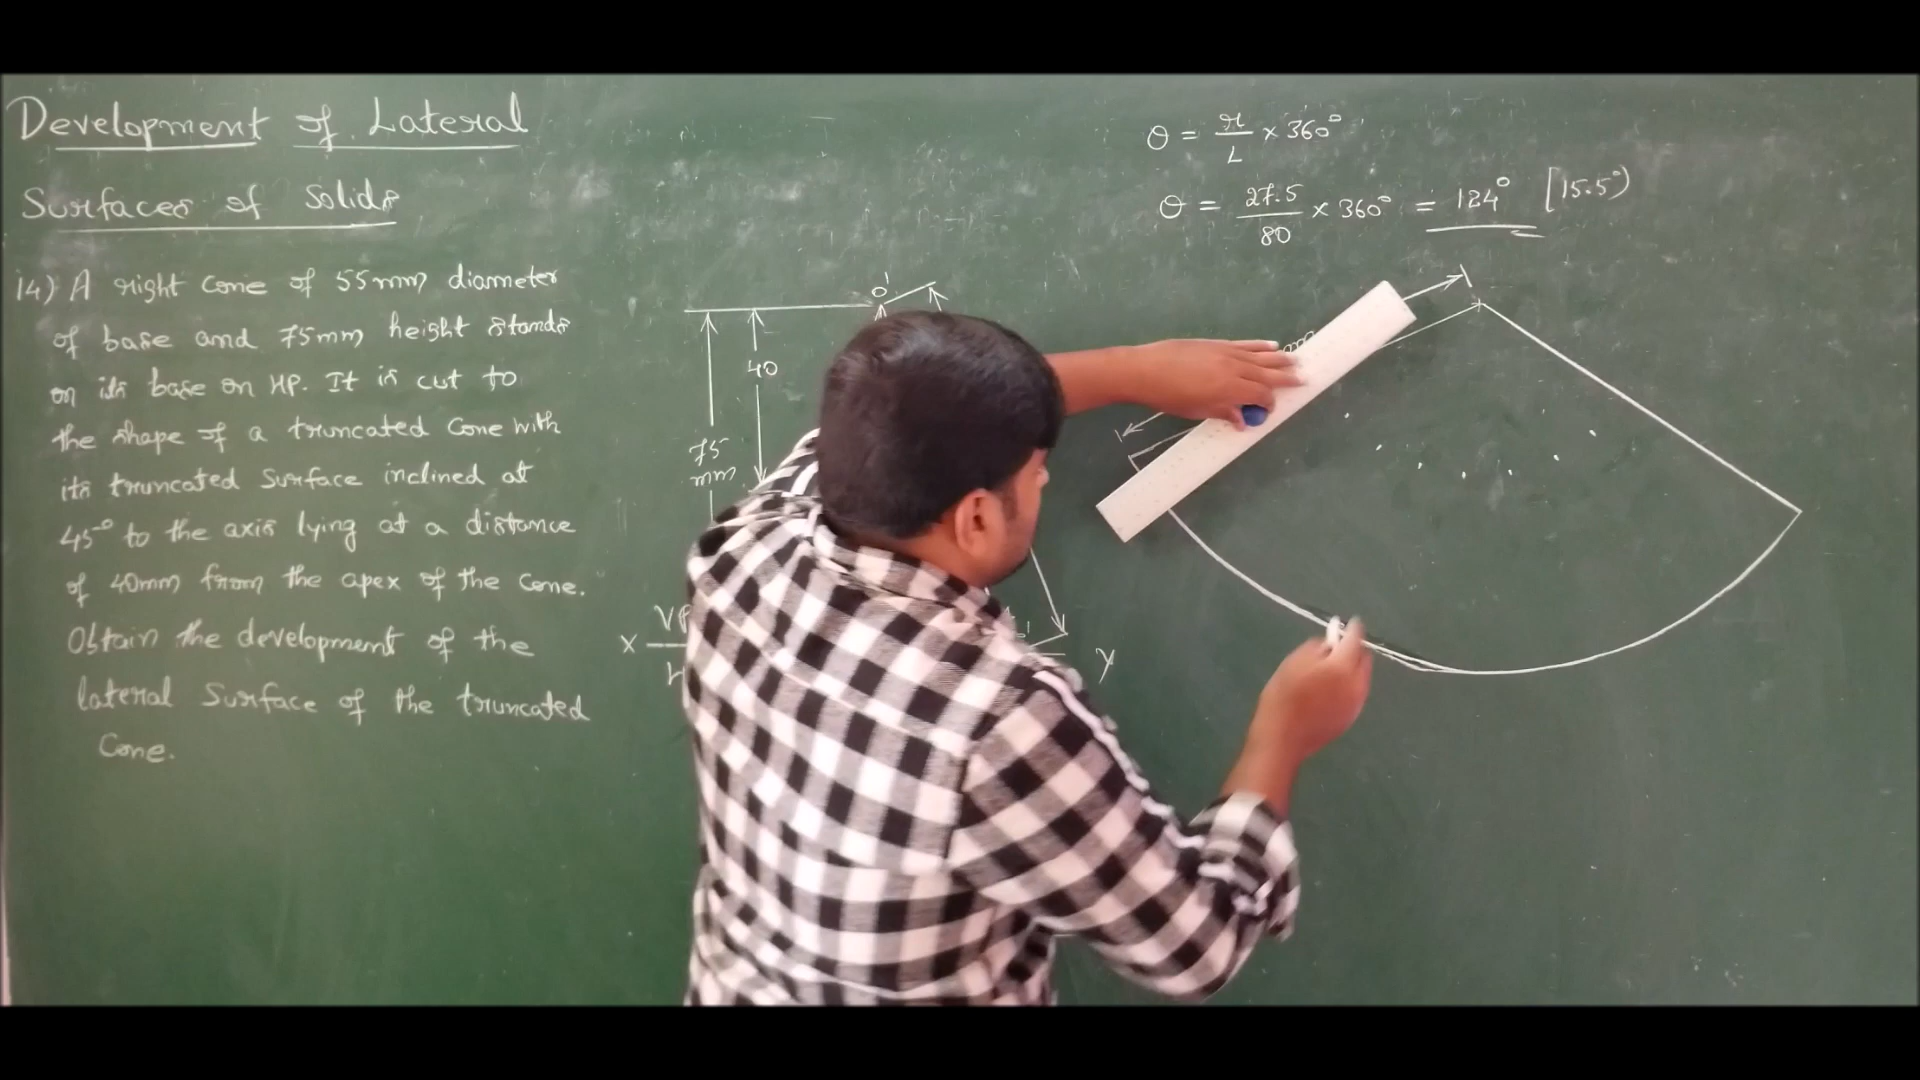 Development of Lateral
Surfaces of Solids
14) A right cone of 55mm diameter
of base and 75mm height stands
on its base on HP. It is cut to
the shape of a truncated cone with
its truncated surface inclined at
45° to the axis lying at a distance
of 40mm from the apex of the cone.
Obtain the development of the
lateral surface of the truncated
cone.
o'
40
75
mm
VP
X
Y
θ = r/L × 360°
θ = 27.5/80 × 360° = 124° [15.5°)